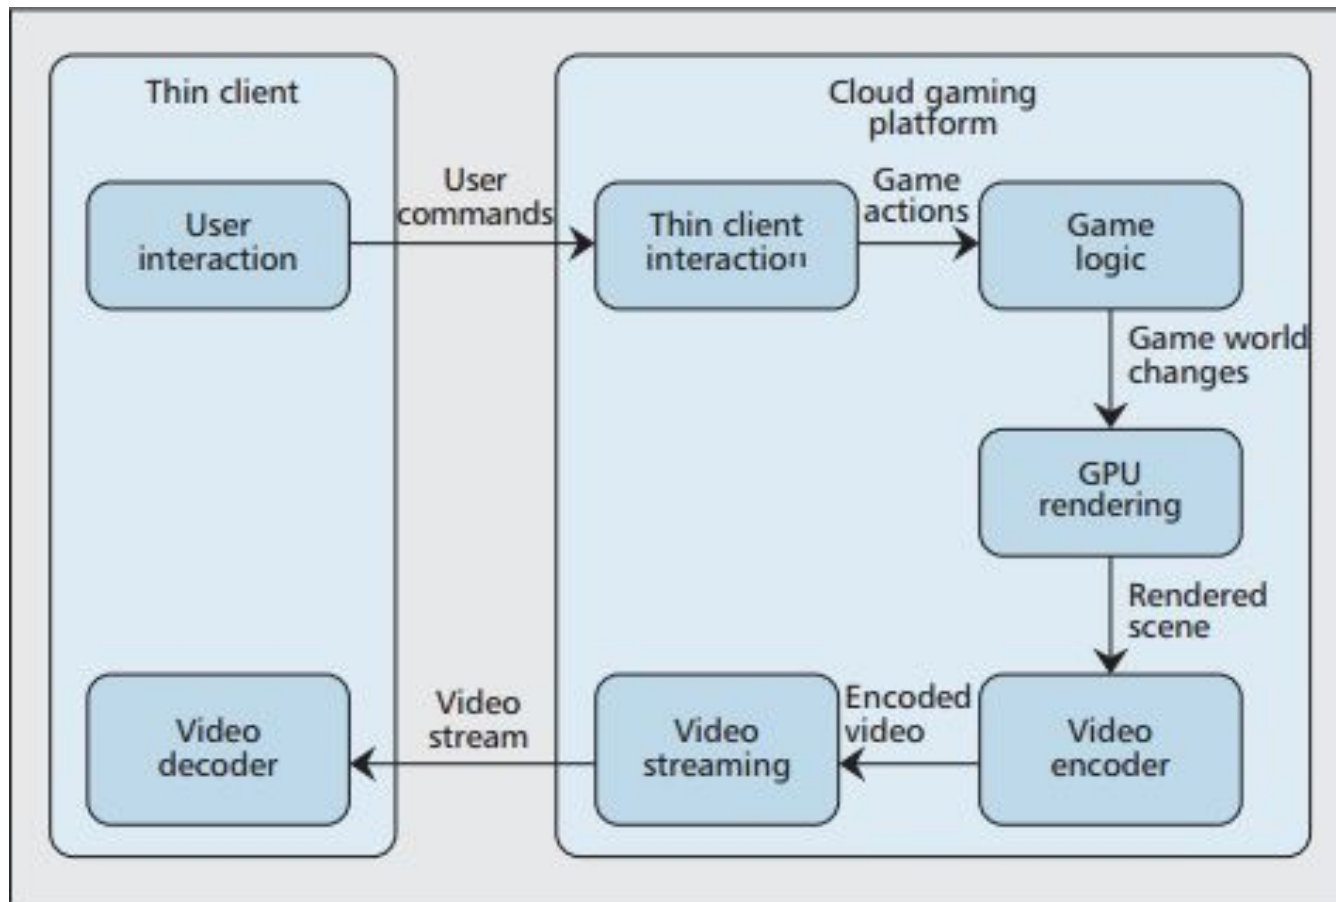 Thin client
Cloud gaming
platform
User
interaction
User
commands
Thin client
interaction
Game
actions
Game
logic
Game world
changes
GPU
rendering
Rendered
scene
Video
encoder
Encoded
video
Video
streaming
Video
stream
Video
decoder